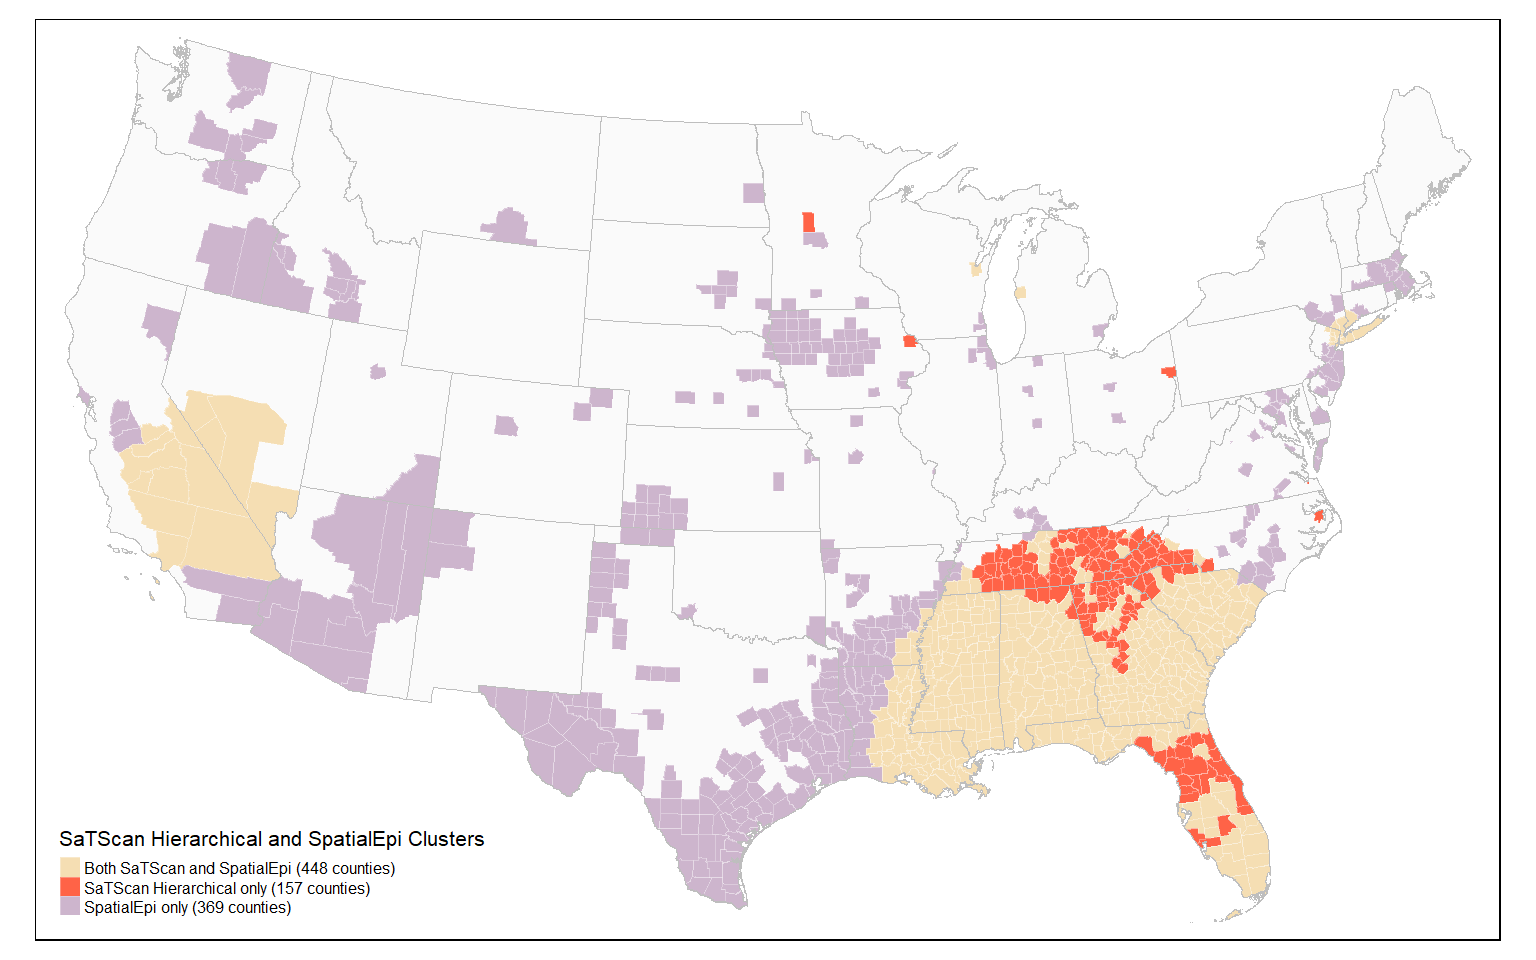 SaTScan Hierarchical and SpatialEpi Clusters
Both SaTScan and SpatialEpi (448 counties)
SaTScan Hierarchical only (157 counties)
SpatialEpi only (369 counties)